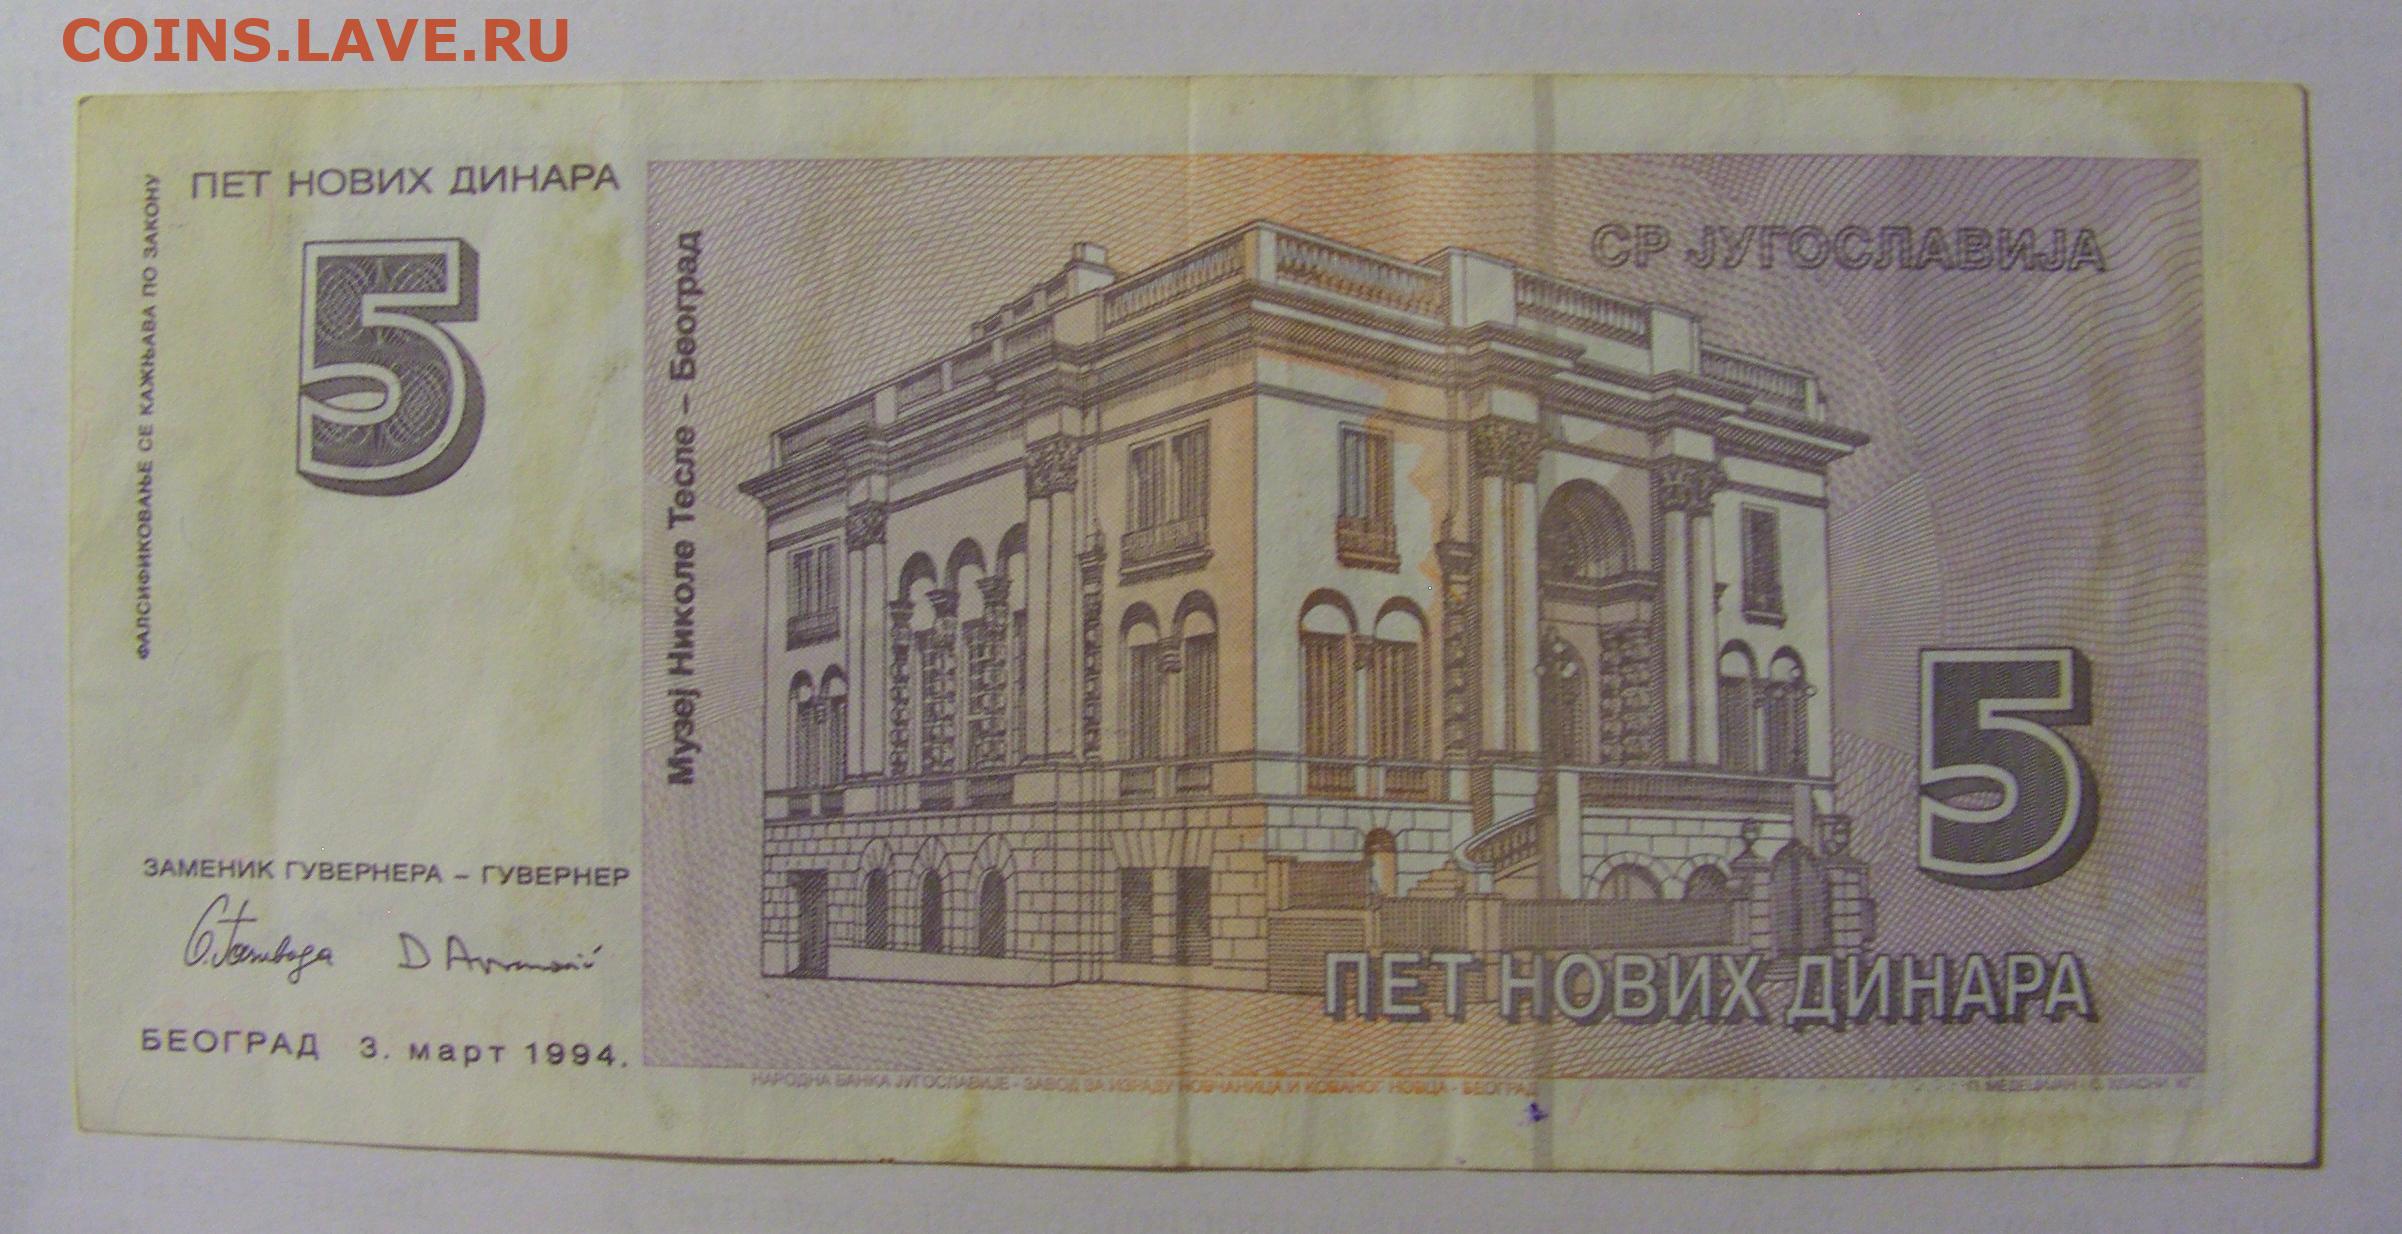 COINS.LAVE.RU
ПЕТ НОВИХ ДИНАРА
ФАЛСИФИКОВАЊЕ СЕ КАЖЊАВА ПО ЗАКОНУ
5
ЗАМЕНИК ГУВЕРНЕРА – ГУВЕРНЕР
БЕОГРАД 3. март 1994.
Музеј Николе Тесле – Београд
СР ЈУГОСЛАВИЈА
5
ПЕТ НОВИХ ДИНАРА
НАРОДНА БАНКА ЈУГОСЛАВИЈЕ - ЗАВОД ЗА ИЗРАДУ НОВЧАНИЦА И КОВАНОГ НОВЦА - БЕОГРАД